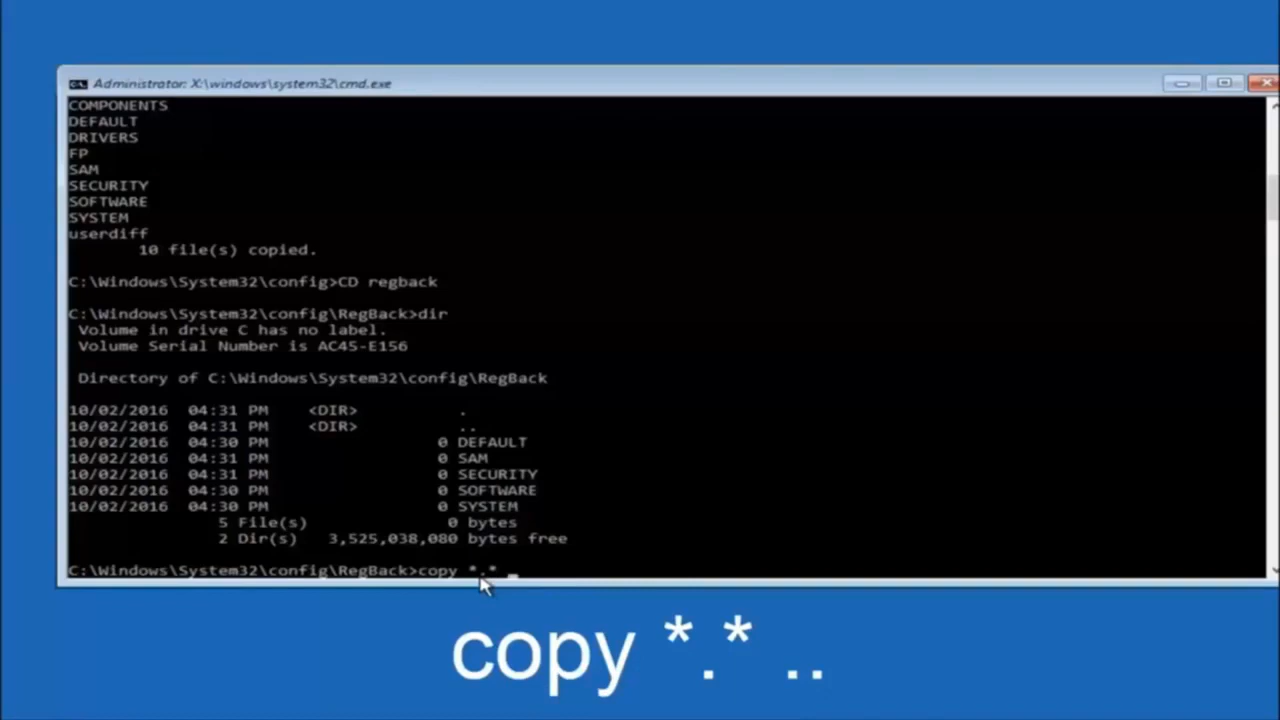 Administrator: X:\windows\system32\cmd.exe
COMPONENTS
DEFAULT
DRIVERS
FP
SAM
SECURITY
SOFTWARE
SYSTEM
userdiff
10 file(s) copied.
C:\Windows\System32\config>CD regback
C:\Windows\System32\config\RegBack>dir
Volume in drive C has no label.
Volume Serial Number is AC45-E156
Directory of C:\Windows\System32\config\RegBack
10/02/2016 04:31 PM <DIR> .
10/02/2016 04:31 PM <DIR> ..
10/02/2016 04:30 PM 0 DEFAULT
10/02/2016 04:31 PM 0 SAM
10/02/2016 04:31 PM 0 SECURITY
10/02/2016 04:30 PM 0 SOFTWARE
10/02/2016 04:30 PM 0 SYSTEM
5 File(s) 0 bytes
2 Dir(s) 3,525,038,080 bytes free
C:\Windows\System32\config\RegBack>copy *.* _
copy *.* ..